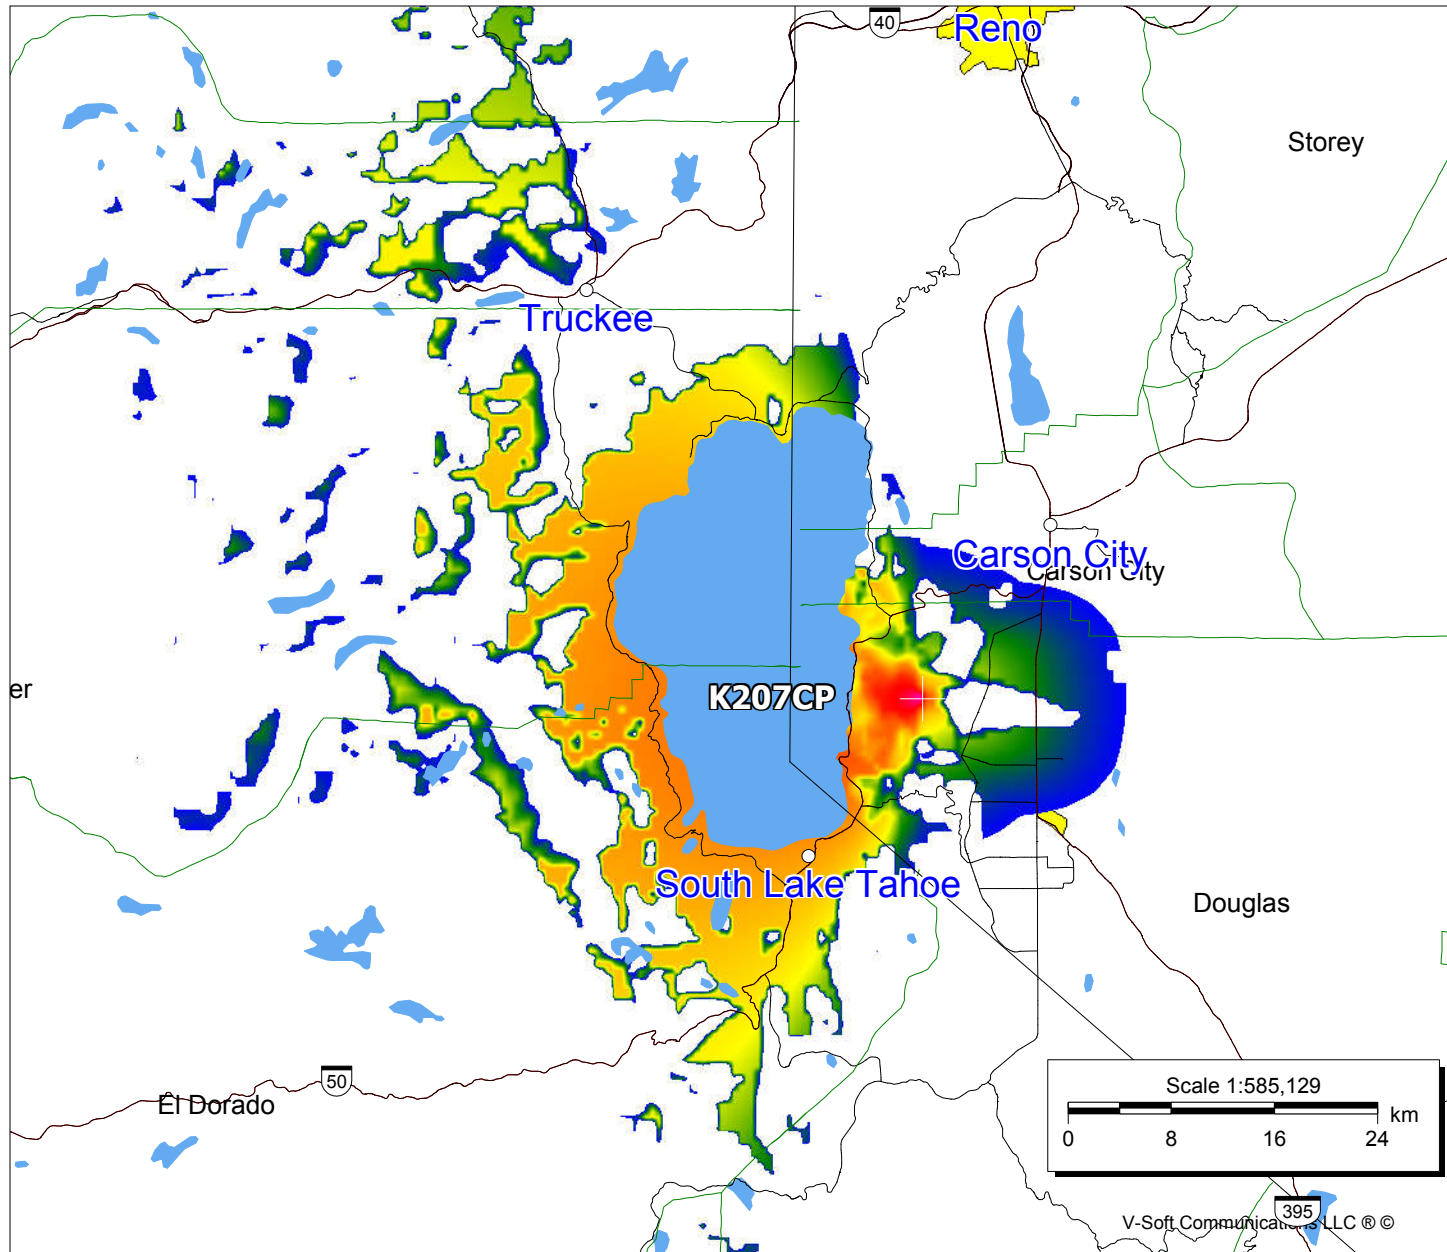 40
Reno
Storey
Truckee
Carson City
Carson City
er
K207CP
South Lake Tahoe
Douglas
50
El Dorado
Scale 1:585,129
km
0 8 16 24
395
V-Soft Communications LLC ® ©